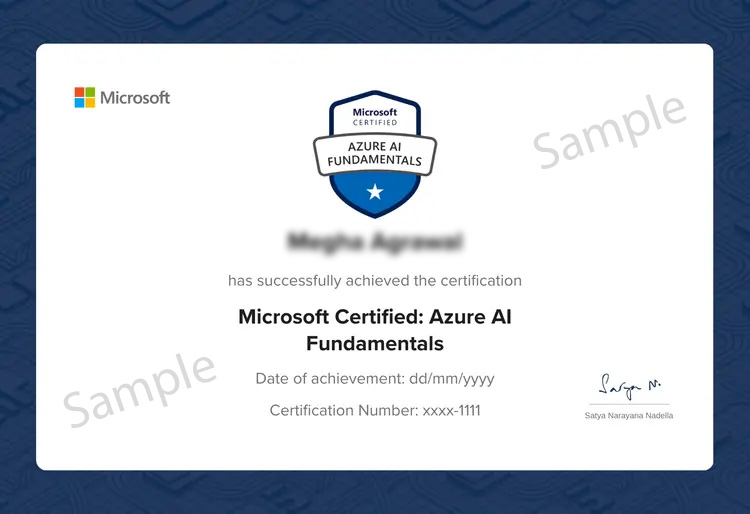 Microsoft
Microsoft
CERTIFIED
AZURE AI
FUNDAMENTALS
Sample
has successfully achieved the certification
Microsoft Certified: Azure AI
Fundamentals
Sample
Date of achievement: dd/mm/yyyy
Certification Number: xxxx-1111
Satya N.
Satya Narayana Nadella